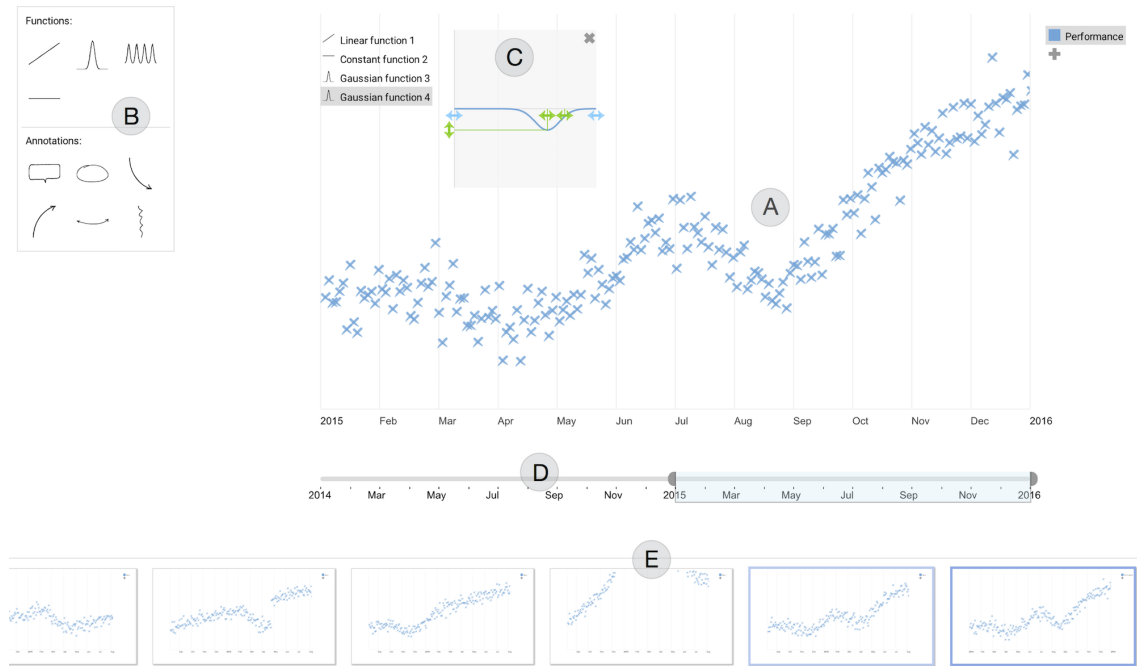 Functions:
B
Annotations:
Linear function 1
Constant function 2
Gaussian function 3
Gaussian function 4
C
A
Performance
2015 Feb Mar Apr May Jun Jul Aug Sep Oct Nov Dec 2016
D
2014 Mar May Jul Sep Nov 2015 Mar May Jul Sep Nov 2016
E